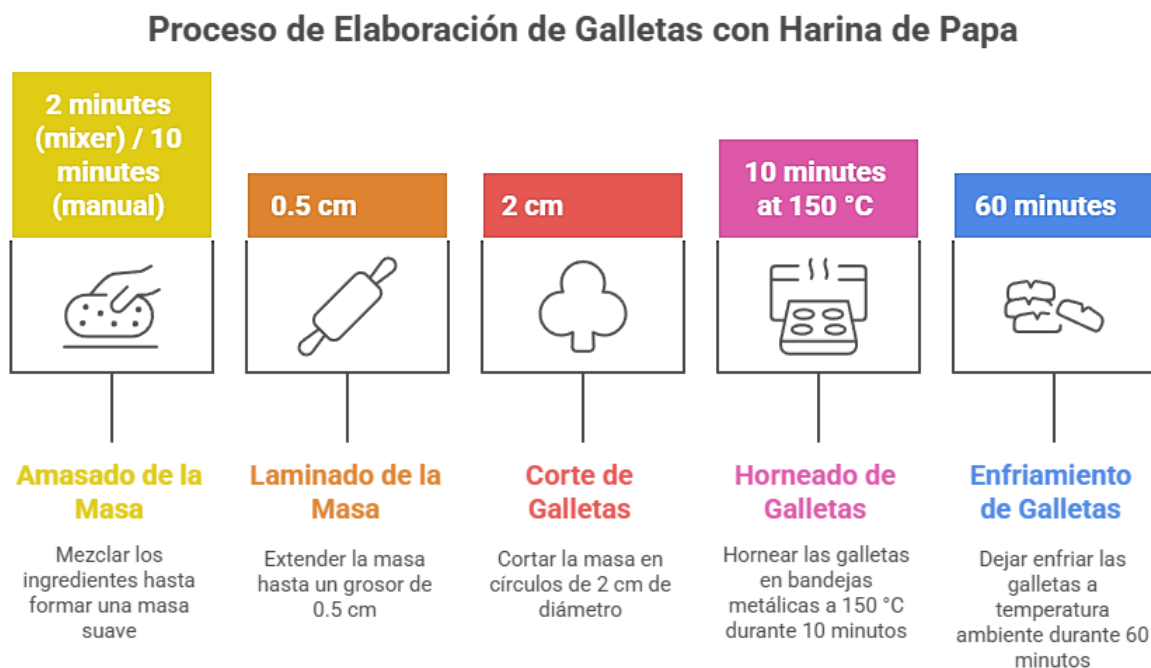 Proceso de Elaboración de Galletas con Harina de Papa
2 minutes
(mixer) / 10
minutes
(manual)
0.5 cm
2 cm
10 minutes
at 150 °C
60 minutes
Amasado de la
Masa
Mezclar los
ingredientes hasta
formar una masa
suave
Laminado de la
Masa
Extender la masa
hasta un grosor de
0.5 cm
Corte de
Galletas
Cortar la masa en
círculos de 2 cm de
diámetro
Horneado de
Galletas
Hornear las galletas
en bandejas
metálicas a 150 °C
durante 10 minutos
Enfriamiento
de Galletas
Dejar enfriar las
galletas a
temperatura
ambiente durante 60
minutos